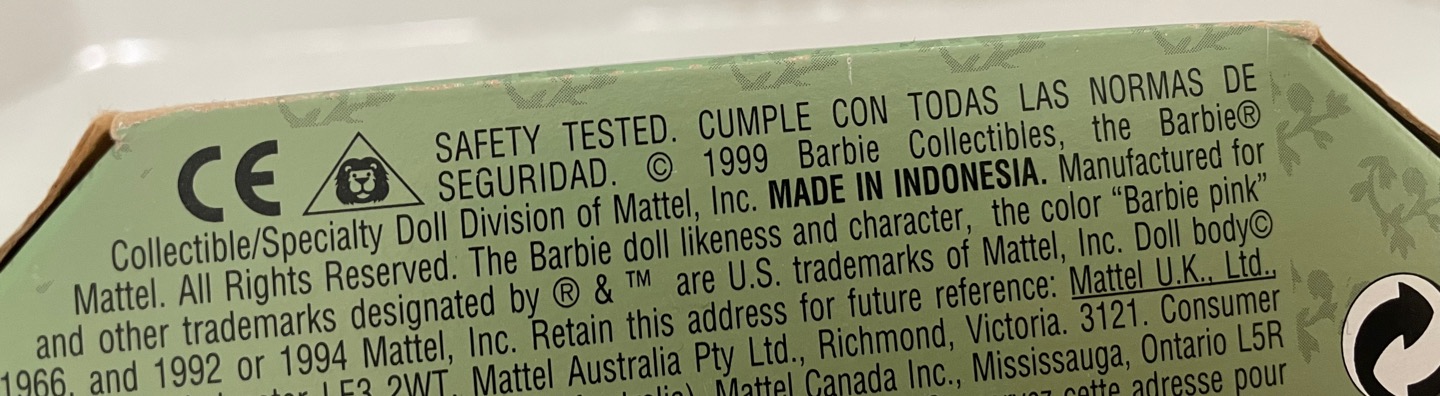 CE
SAFETY TESTED. CUMPLE CON TODAS LAS NORMAS DE
SEGURIDAD. © 1999 Barbie Collectibles, the Barbie®
Collectible/Specialty Doll Division of Mattel, Inc. MADE IN INDONESIA. Manufactured for
Mattel. All Rights Reserved. The Barbie doll likeness and character, the color “Barbie pink”
and other trademarks designated by ® & ™ are U.S. trademarks of Mattel, Inc. Doll body©
1966, and 1992 or 1994 Mattel, Inc. Retain this address for future reference: Mattel U.K., Ltd.,
LE3 2WT. Mattel Australia Pty Ltd., Richmond, Victoria. 3121. Consumer
Mattel Canada Inc., Mississauga, Ontario L5R
cette adresse pour